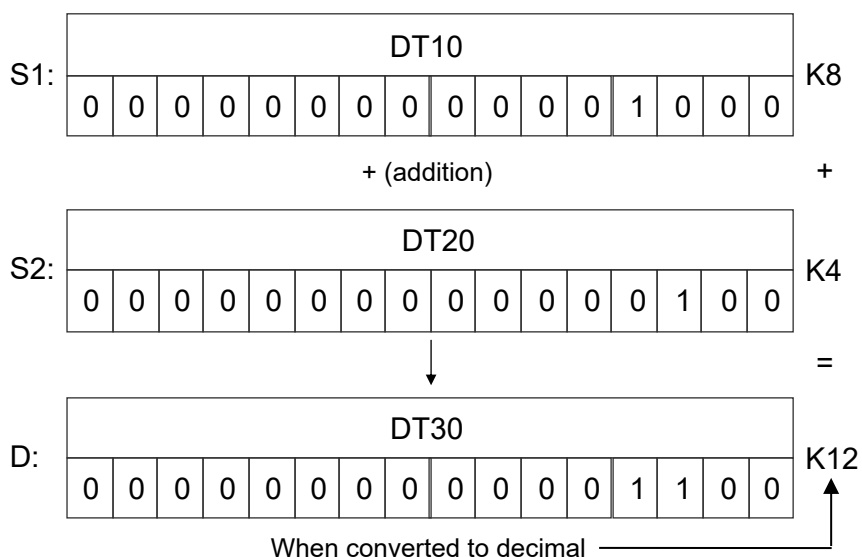 DT10
S1: K8
0 0 0 0 0 0 0 0 0 0 0 0 1 0 0 0
+ (addition) +
DT20
S2: K4
0 0 0 0 0 0 0 0 0 0 0 0 0 1 0 0
=
DT30
D: K12
0 0 0 0 0 0 0 0 0 0 0 0 1 1 0 0
When converted to decimal